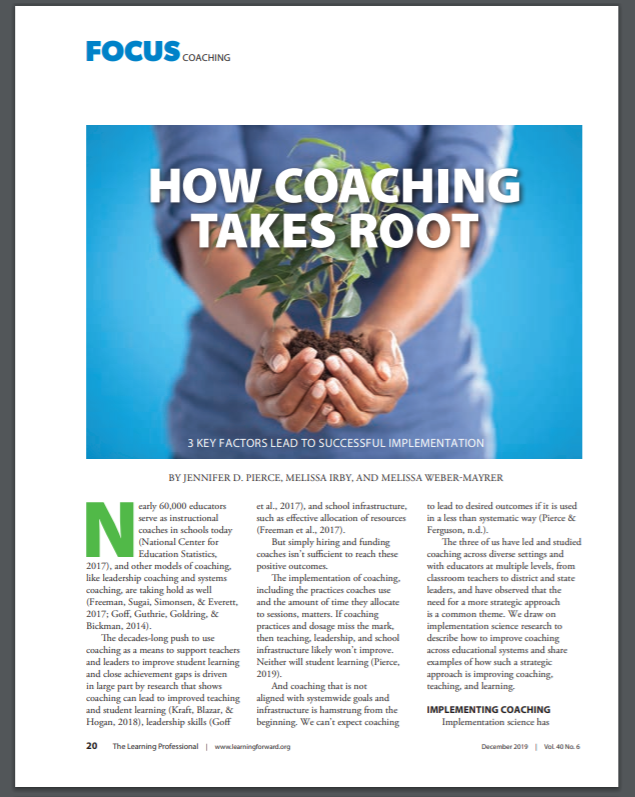 FOCUS COACHING
HOW COACHING
TAKES ROOT
3 KEY FACTORS LEAD TO SUCCESSFUL IMPLEMENTATION
BY JENNIFER D. PIERCE, MELISSA IRBY, AND MELISSA WEBER-MAYRER
Nearly 60,000 educators
serve as instructional
coaches in schools today
(National Center for
Education Statistics,
2017), and other models of coaching,
like leadership coaching and systems
coaching, are taking hold as well
(Freeman, Sugai, Simonsen, & Everett,
2017; Goff, Guthrie, Goldring, &
Bickman, 2014).
The decades-long push to use
coaching as a means to support teachers
and leaders to improve student learning
and close achievement gaps is driven
in large part by research that shows
coaching can lead to improved teaching
and student learning (Kraft, Blazar, &
Hogan, 2018), leadership skills (Goff
et al., 2017), and school infrastructure,
such as effective allocation of resources
(Freeman et al., 2017).
But simply hiring and funding
coaches isn't sufficient to reach these
positive outcomes.
The implementation of coaching,
including the practices coaches use
and the amount of time they allocate
to sessions, matters. If coaching
practices and dosage miss the mark,
then teaching, leadership, and school
infrastructure likely won't improve.
Neither will student learning (Pierce,
2019).
And coaching that is not
aligned with systemwide goals and
infrastructure is hamstrung from the
beginning. We can't expect coaching
to lead to desired outcomes if it is used
in a less than systematic way (Pierce &
Ferguson, n.d.).
The three of us have led and studied
coaching across diverse settings and
with educators at multiple levels, from
classroom teachers to district and state
leaders, and have observed that the
need for a more strategic approach
is a common theme. We draw on
implementation science research to
describe how to improve coaching
across educational systems and share
examples of how such a strategic
approach is improving coaching,
teaching, and learning.
IMPLEMENTING COACHING
Implementation science has
20 The Learning Professional | www.learningforward.org
December 2019 | Vol. 40 No. 6